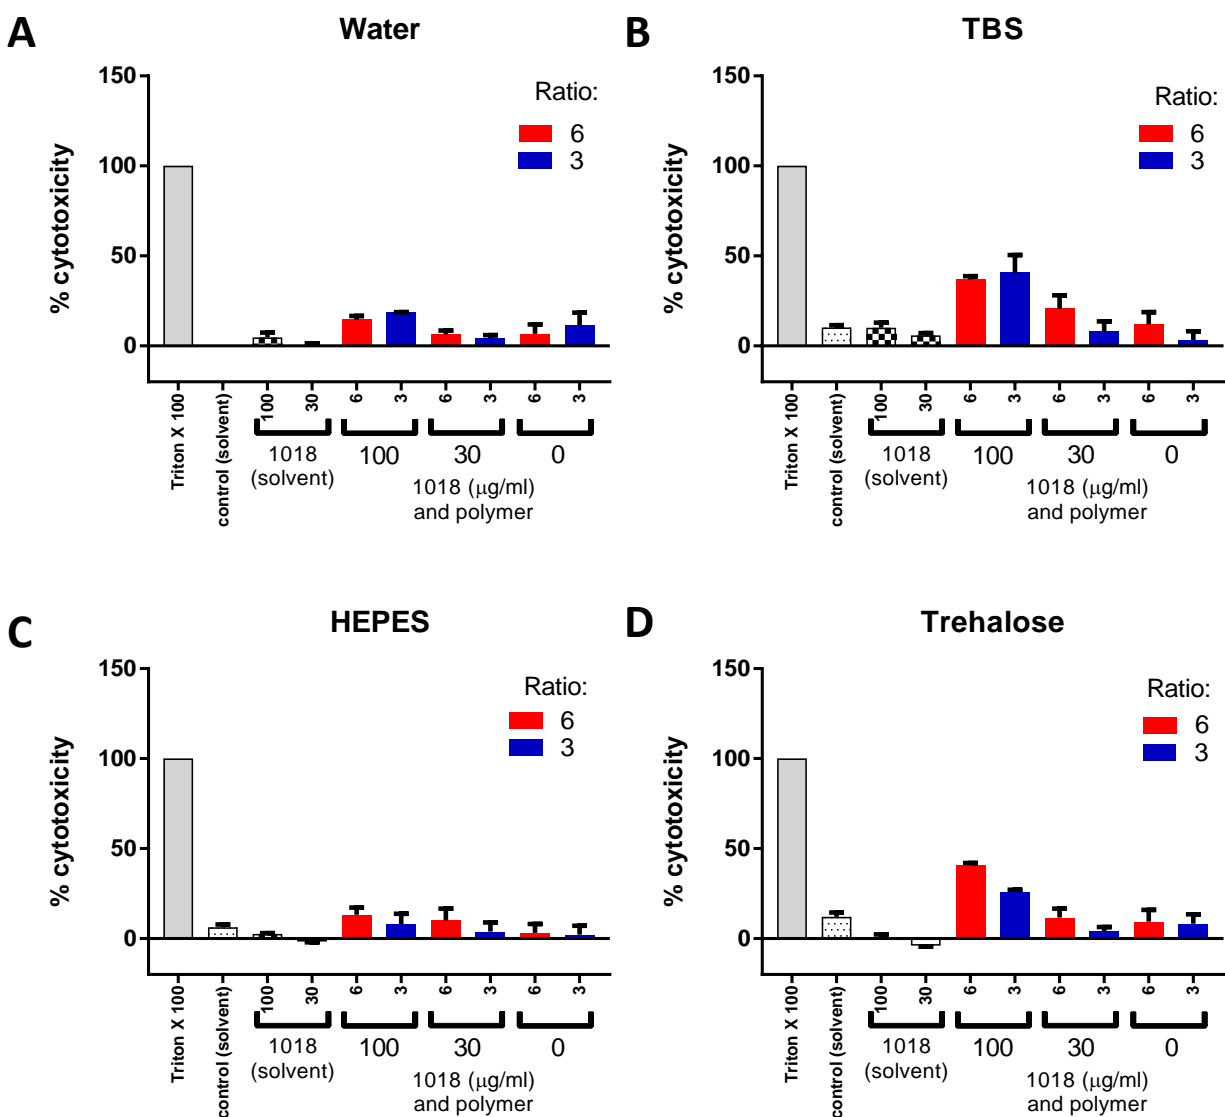 A
Water
150
100
50
0
% cytotoxicity
Ratio:
6
3
Triton X 100
control (solvent)
100
30
6
3
6
3
6
3
1018
(solvent)
100
30
0
1018 (μg/ml)
and polymer
B
TBS
150
100
50
0
% cytotoxicity
Ratio:
6
3
Triton X 100
control (solvent)
100
30
6
3
6
3
6
3
1018
(solvent)
100
30
0
1018 (μg/ml)
and polymer
C
HEPES
150
100
50
0
% cytotoxicity
Ratio:
6
3
Triton X 100
control (solvent)
100
30
6
3
6
3
6
3
1018
(solvent)
100
30
0
1018 (μg/ml)
and polymer
D
Trehalose
150
100
50
0
% cytotoxicity
Ratio:
6
3
Triton X 100
control (solvent)
100
30
6
3
6
3
6
3
1018
(solvent)
100
30
0
1018 (μg/ml)
and polymer